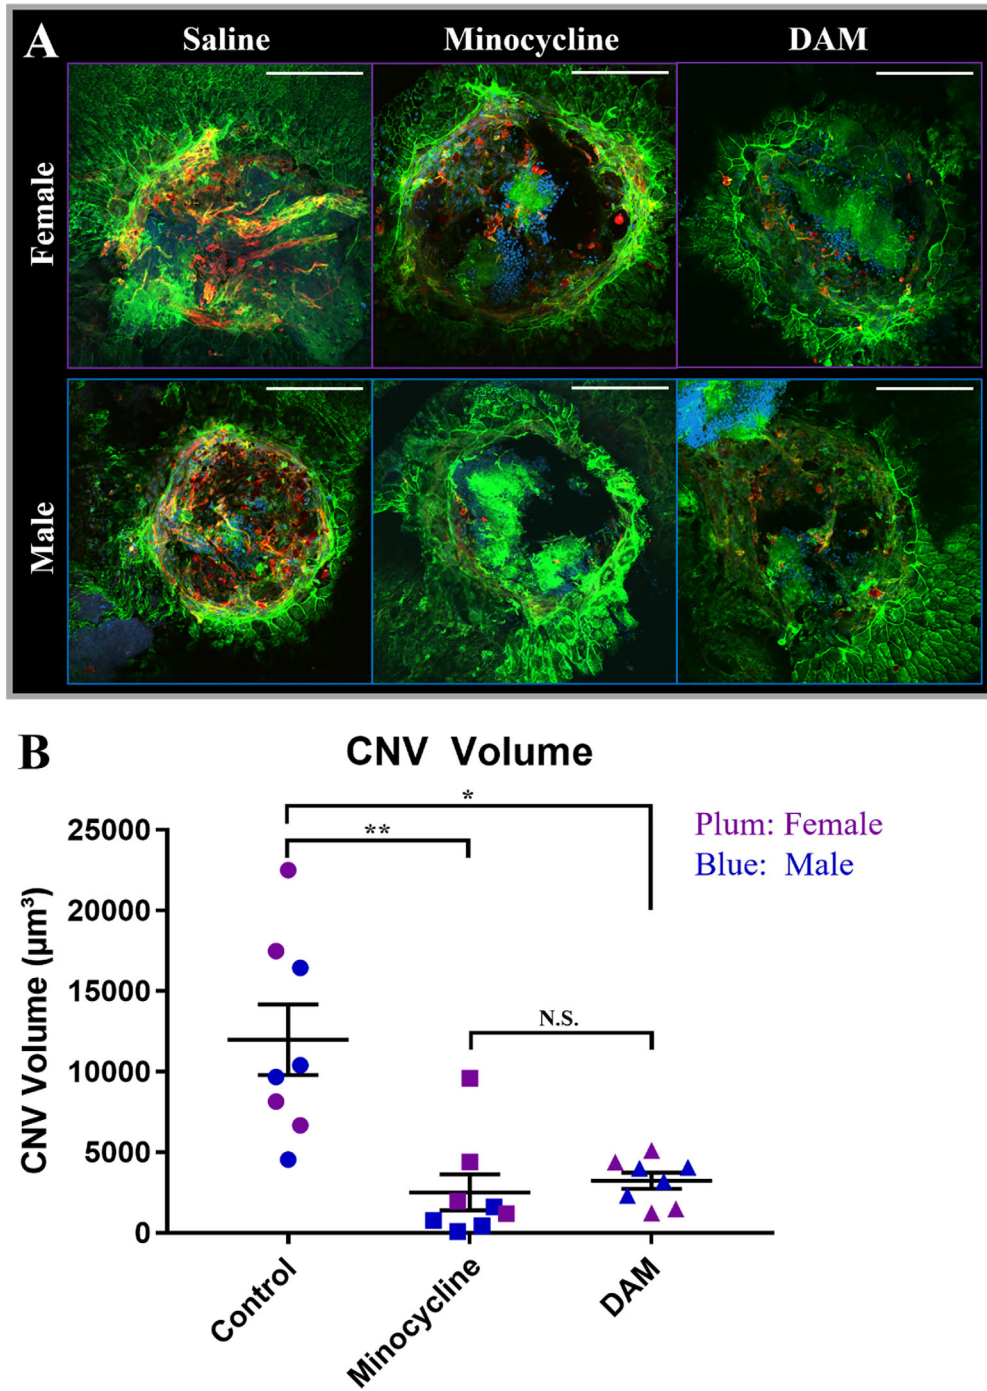 A
Saline Minocycline DAM
Female
Male
B
CNV Volume
*
**
Plum: Female
Blue: Male
N.S.
CNV Volume (µm³)
25000
20000
15000
10000
5000
0
Control Minocycline DAM